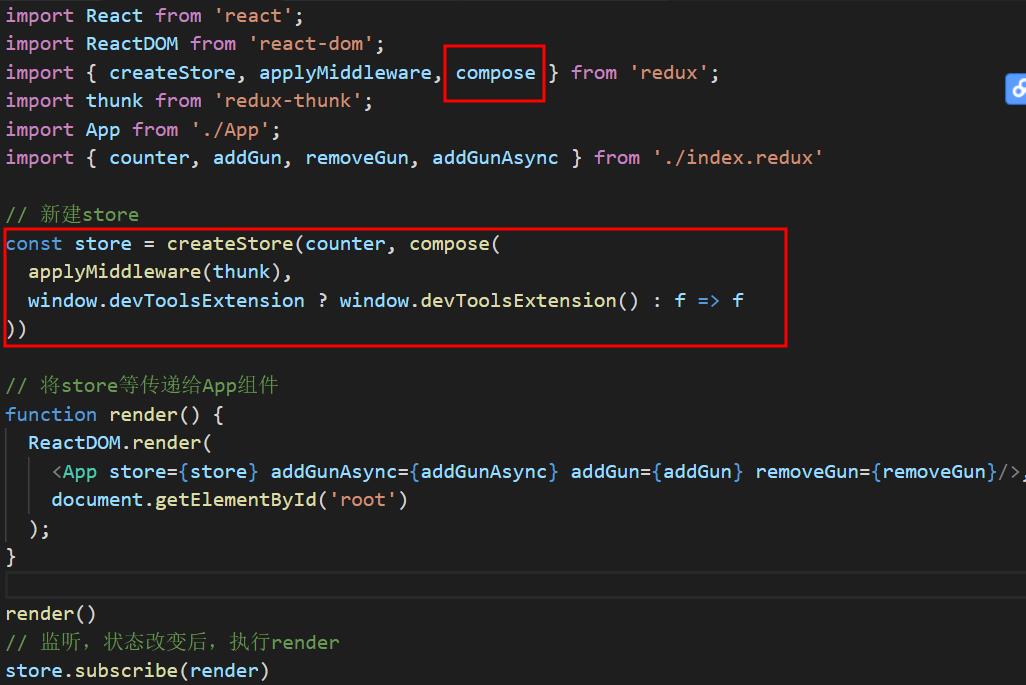 import React from 'react';
import ReactDOM from 'react-dom';
import { createStore, applyMiddleware, compose } from 'redux';
import thunk from 'redux-thunk';
import App from './App';
import { counter, addGun, removeGun, addGunAsync } from './index.redux'
// 新建store
const store = createStore(counter, compose(
applyMiddleware(thunk),
window.devToolsExtension ? window.devToolsExtension() : f => f
))
// 将store等传递给App组件
function render() {
ReactDOM.render(
<App store={store} addGunAsync={addGunAsync} addGun={addGun} removeGun={removeGun}/>,
document.getElementById('root')
);
}
render()
// 监听，状态改变后，执行render
store.subscribe(render)